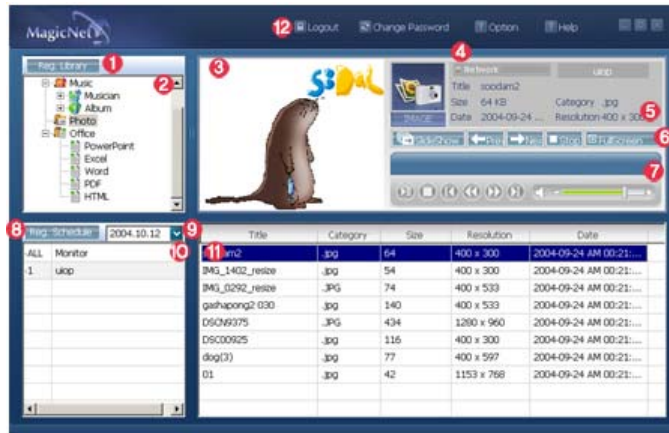 MagicNet
12 Logout Change Password Option Help
Reg. Library 1
2
Music
Musician
Album
Photo
Office
PowerPoint
Excel
Word
PDF
HTML
3
4
Network uiop
Title soodam2
Size 64 KB Category .jpg
Date 2004-09-24 ... Resolution 400 x 300
IMAGE
5
SlideShow Pre Nex Stop FullScreen 6
7
8 Reg. Schedule 2004.10.12 9
10
-ALL Monitor
-1 uiop
Title Category Size Resolution Date
11 .jpg 64 400 x 300 2004-09-24 AM 00:21:...
IMG_1402_resize .jpg 54 400 x 300 2004-09-24 AM 00:21:...
IMG_0292_resize .JPG 74 400 x 533 2004-09-24 AM 00:21:...
gashapong2 030 .jpg 140 400 x 533 2004-09-24 AM 00:21:...
DSCN9375 .JPG 434 1280 x 960 2004-09-24 AM 00:21:...
DSC00925 .jpg 116 400 x 300 2004-09-24 AM 00:21:...
dog(3) .jpg 77 400 x 597 2004-09-24 AM 00:21:...
01 .jpg 42 1153 x 768 2004-09-24 AM 00:21:...